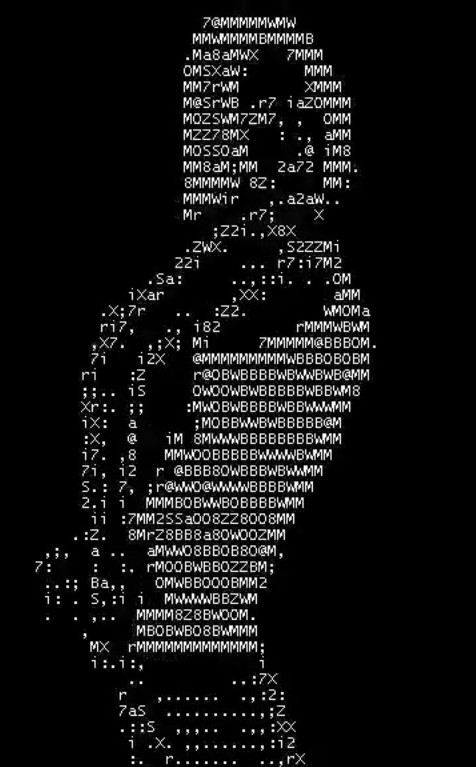 7@MMMMMWMW
MMWMMMMBMMMMB
.Ma8aMWX   7MMM
OMSXaW:      MMM
MM7rWM       XMMM
M@SrWB .r7 iaZOMMM
MOZSWM7ZM7, ,  OMM
MZZ78MX   : ., aMM
MOSSOaM     .@ iM8
MM8aM;MM  2a72 MMM.
8MMMMW 8Z:     MM:
MMMWir   ,.a2aW..
Mr    .r7;    X
;Z2i.,X8X
.ZWX.     ,S2ZZMi
22i    ... r7:i7M2
.Sa:     ..,::i. . .OM
iXar       ,XX:       aMM
.X;7r   ..  :Z2.        WMOMa
ri7,   ., i82        rMMMWBWM
,X7.  ,;X; Mi     7MMMMM@BBBOM.
7i   i2X   @MMMMMMMMMWBBBOBOBM
ri   :Z     r@OBWBBBBWBWWBWB@MM
;;.. iS     OWOOWBWBBBBBWBBWM8
Xr:. ;;    :MWOBWBBBBWBBWWWMM
iX:  a      ;MOBBWWBWBBBBB@M
:X,  @   iM 8MWWWBBBBBBBBWMM
i7. ,8   MMWOOBBBBBWWWWBWMM
7i, i2  r @BBB8OWBBBWBWWMM
S.: 7, ;r@WWO@WWWWBBBBWMM
2.i i  MMMBOBWWBOBBBBWMM
ii :7MM2SSaOO8ZZ8OO8MM
.:Z.  8MrZ8BB8a8OWOOZMM
,;,  a ..  aMWWO8BBOB8O@M,
7:    :  :. rMOOBWBBOZZBM;
..:; Ba,,   OMWBBOOOBMM2
i: . S,:i i  MWWWWBBZWM
.  . ,..  MMMM8Z8BWOOM.
,     MBOBWBO8BWMMM
MX  rMMMMMMMMMMMMM;
i:.i:,            i
..         ..:7X
r   ,...... .,:2:
7aS  .........,;Z
.::S  ,,,.. .,,:XX
i .X. ,,.....,:i2
:.  r....... ..,rX